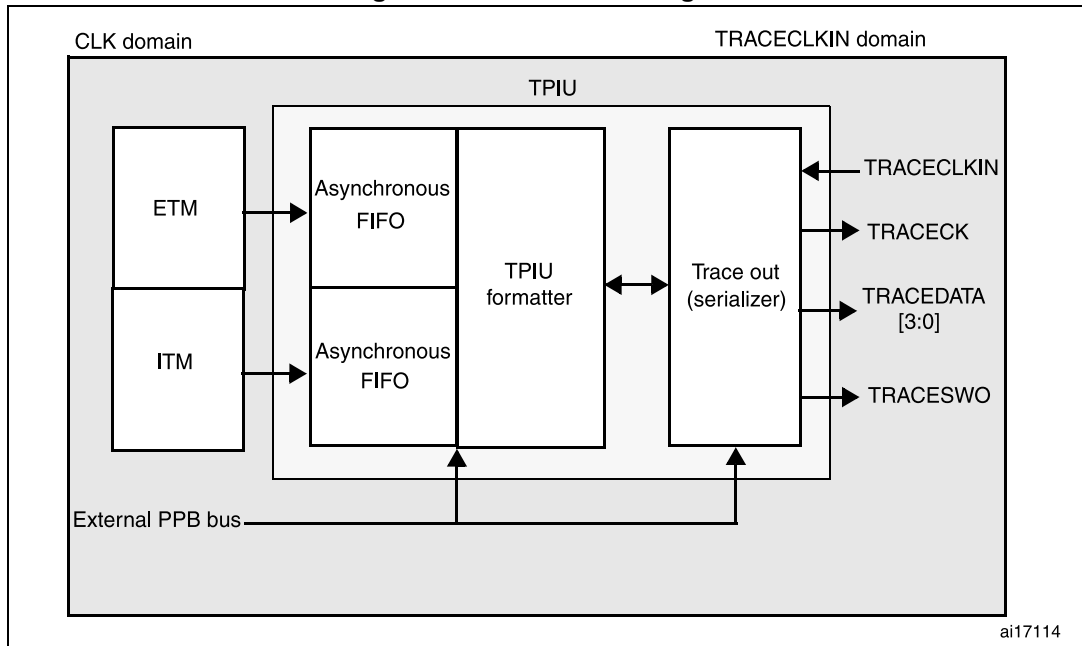 CLK domain
TRACECLKIN domain
TPIU
ETM
Asynchronous
FIFO
TPIU
formatter
Trace out
(serializer)
TRACECLKIN
TRACECK
TRACEDATA
[3:0]
ITM
Asynchronous
FIFO
TRACESWO
External PPB bus
ai17114